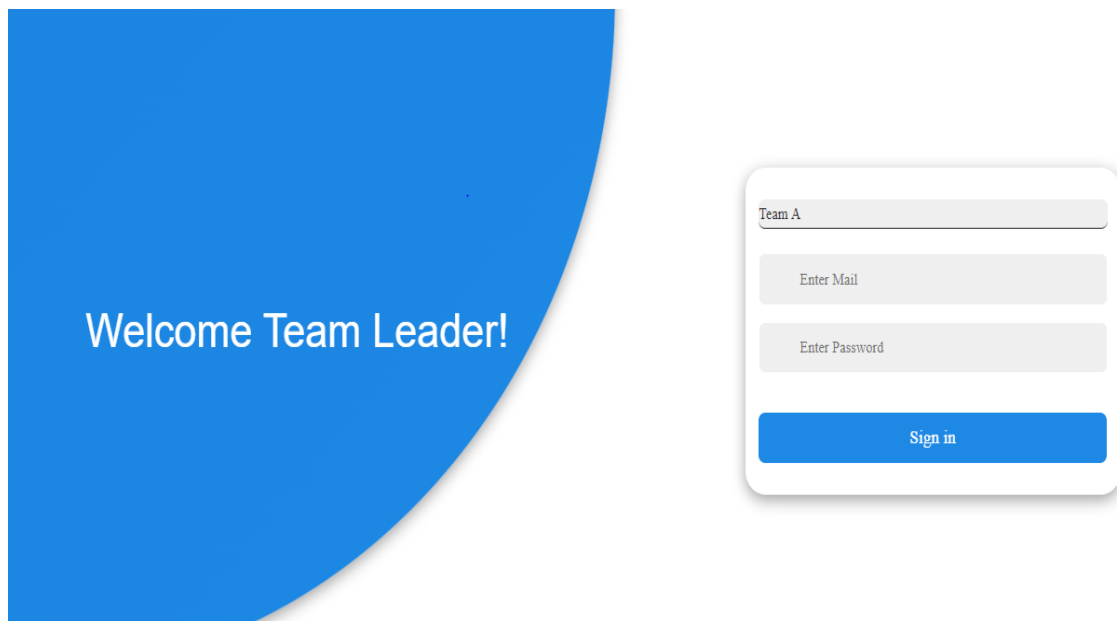 Welcome Team Leader!
Team A
Enter Mail
Enter Password
Sign in